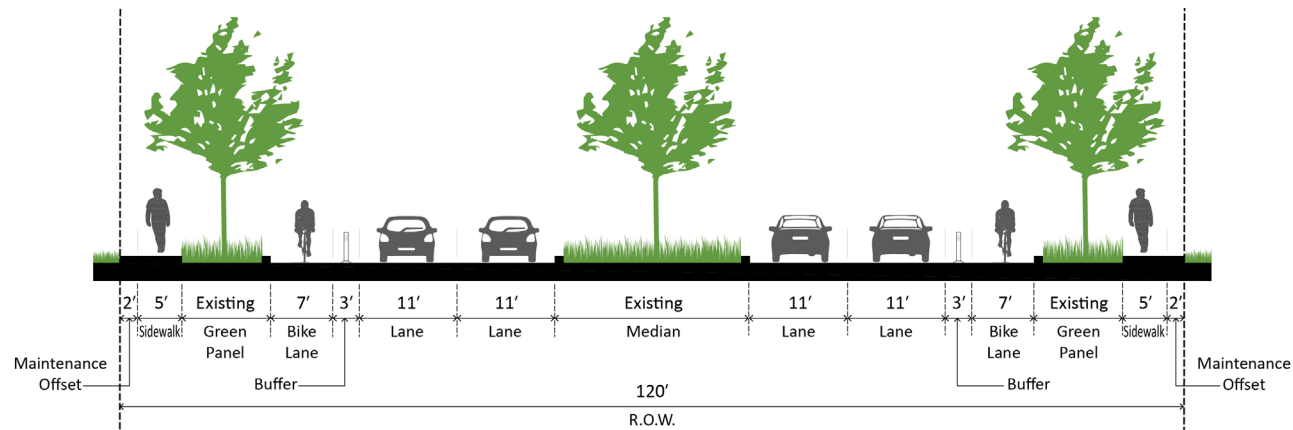 2’ 5’ Existing 7’ 3’ 11’ 11’ Existing 11’ 11’ 3’ 7’ Existing 5’ 2’
Sidewalk Green Bike Lane Lane Median Lane Lane Bike Green Sidewalk
Panel Lane Lane Panel
Maintenance Maintenance
Offset Buffer Buffer Offset
120’
R.O.W.